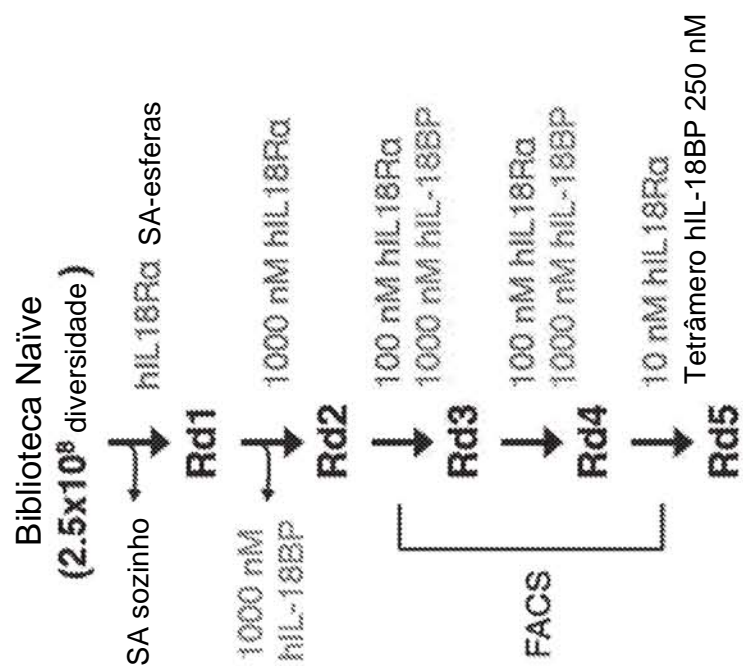 Biblioteca Naïve
(2.5x10⁸ diversidade)
SA sozinho
hIL18Rα SA-esferas
Rd1
1000 nM
hIL-18BP
1000 nM hIL18Rα
Rd2
100 nM hIL18Rα
1000 nM hIL-18BP
Rd3
FACS
100 nM hIL18Rα
1000 nM hIL-18BP
Rd4
10 nM hIL18Rα
Tetrâmero hIL-18BP 250 nM
Rd5